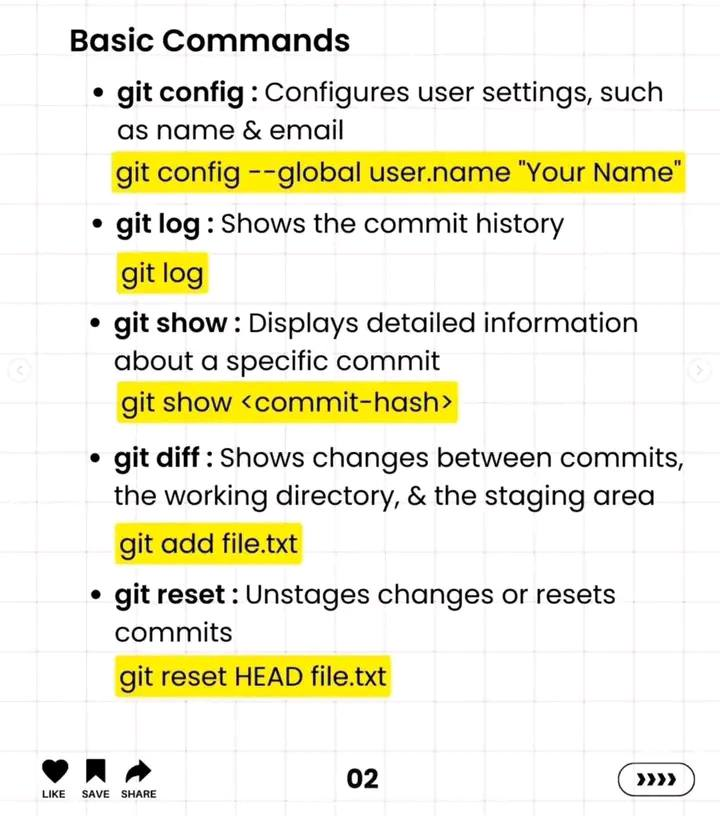 Basic Commands
• git config : Configures user settings, such
as name & email
git config --global user.name "Your Name"
• git log : Shows the commit history
git log
• git show : Displays detailed information
about a specific commit
git show <commit-hash>
• git diff : Shows changes between commits,
the working directory, & the staging area
git add file.txt
• git reset : Unstages changes or resets
commits
git reset HEAD file.txt
LIKE SAVE SHARE
02